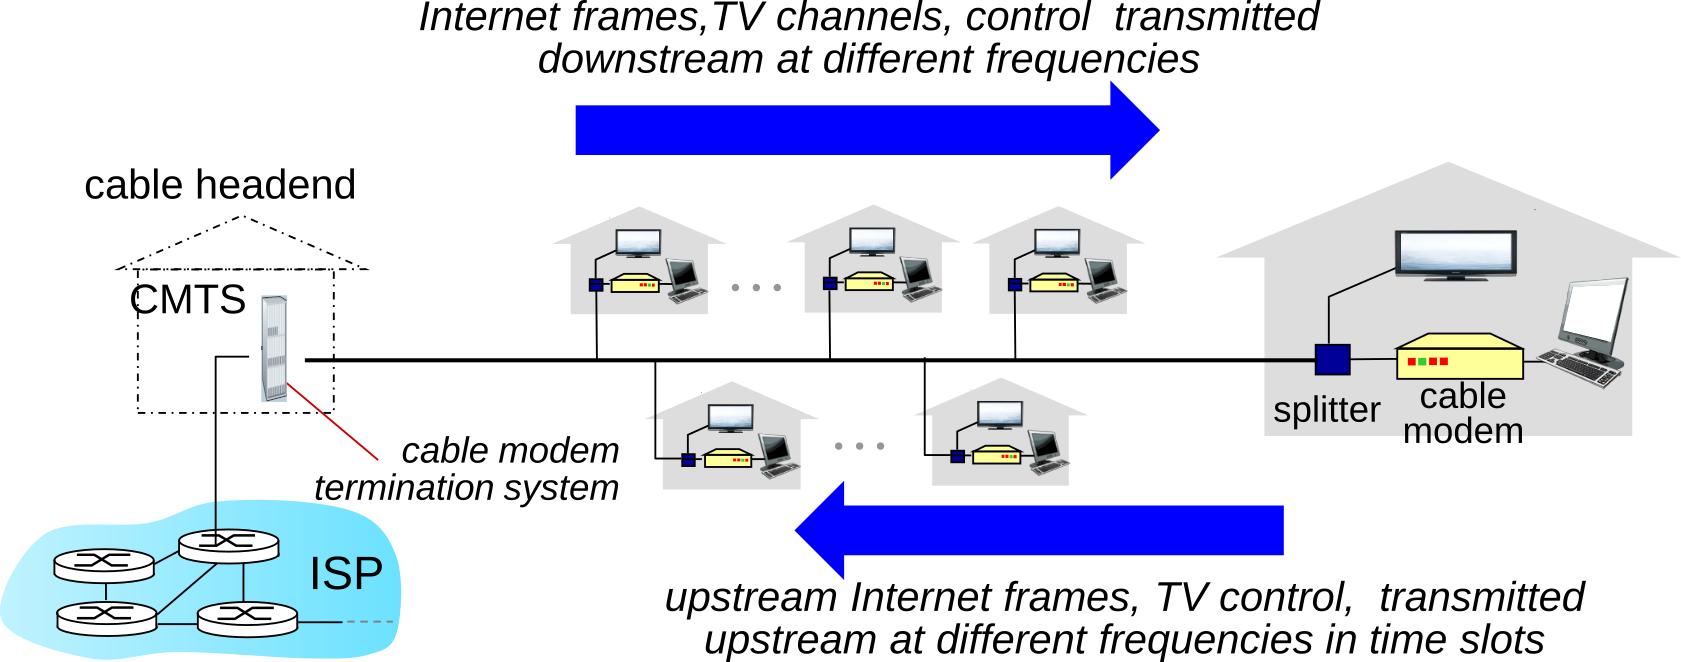 Internet frames,TV channels, control  transmitted
downstream at different frequencies
cable headend
CMTS
splitter
cable
modem
cable modem
termination system
ISP
upstream Internet frames, TV control,  transmitted
upstream at different frequencies in time slots